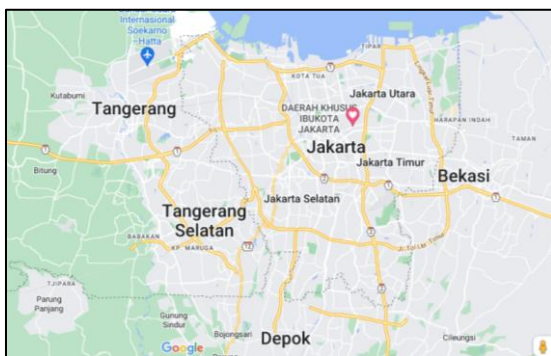 Internasional
Soekarno -
Hatta
TIPAR
KOTA TUA
Kutabumi
Tangerang
Jakarta Utara
DAERAH KHUSUS
IBUKOTA
JAKARTA
HARAPAN INDAH
TAMAN
Jakarta
Jakarta Timur
Bitung
Bekasi
Jakarta Selatan
Tangerang
Selatan
BABAKAN
KP. MARUGA
TJIPARA
Parung
Panjang
Gunung
Sindur
Bojongsari
Depok
Cileungsi
Google